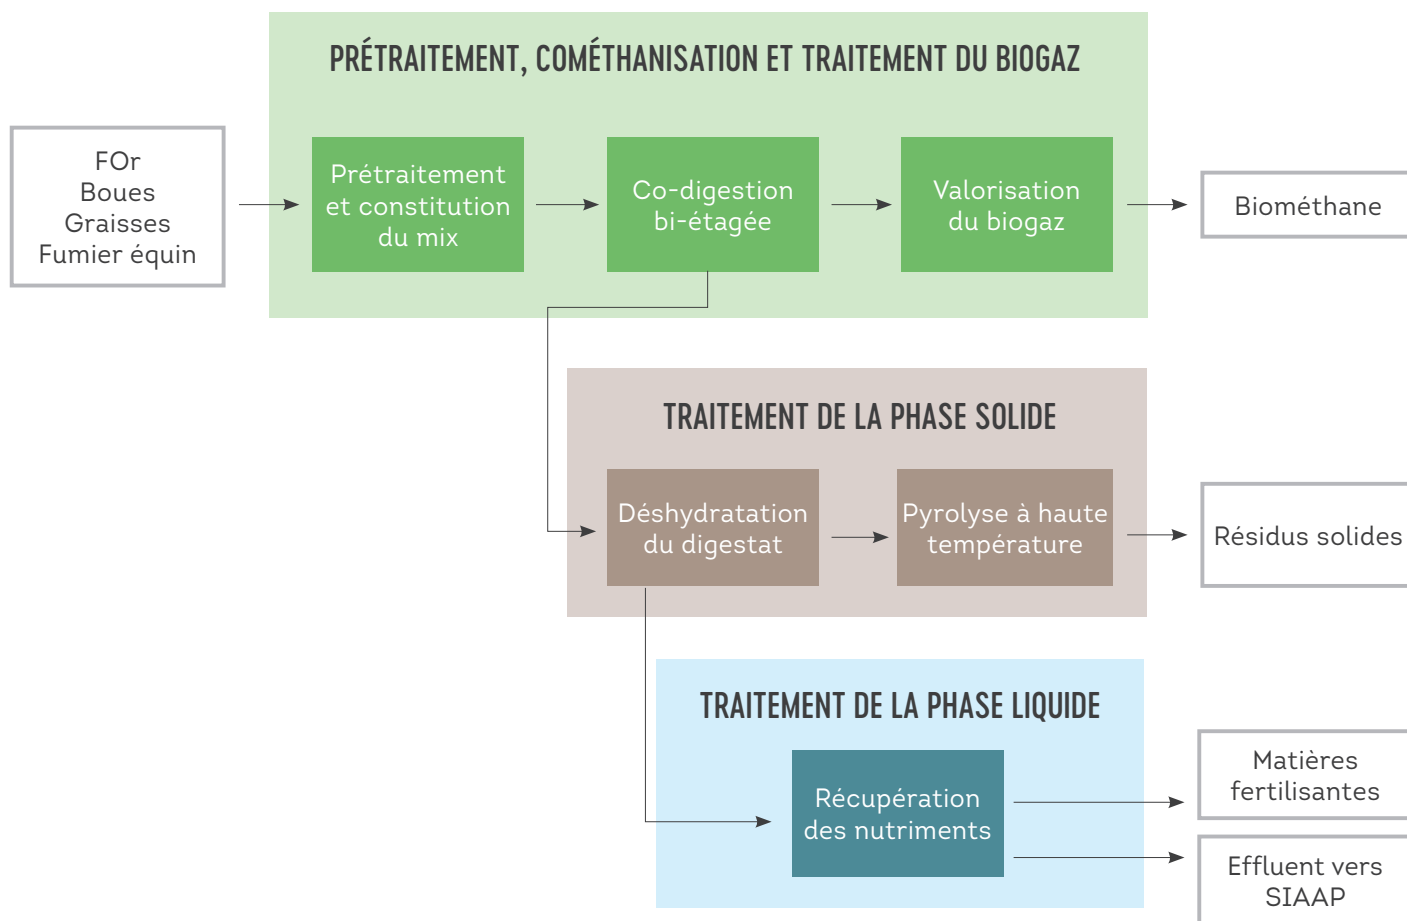 PRÉTRAITEMENT, COMÉTHANISATION ET TRAITEMENT DU BIOGAZ
FOr
Boues
Graisses
Fumier équin
Prétraitement
et constitution
du mix
Co-digestion
bi-étagée
Valorisation
du biogaz
Biométhane
TRAITEMENT DE LA PHASE SOLIDE
Déshydratation
du digestat
Pyrolyse à haute
température
Résidus solides
TRAITEMENT DE LA PHASE LIQUIDE
Récupération
des nutriments
Matières
fertilisantes
Effluent vers
SIAAP